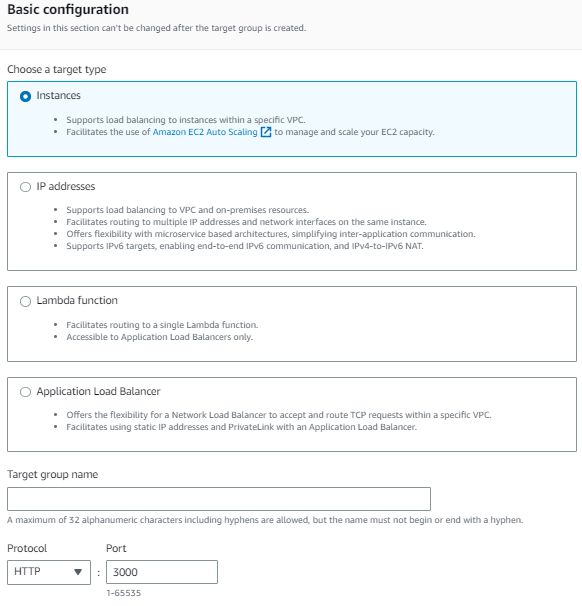 Basic configuration
Settings in this section can't be changed after the target group is created.
Choose a target type
Instances
• Supports load balancing to instances within a specific VPC.
• Facilitates the use of Amazon EC2 Auto Scaling to manage and scale your EC2 capacity.
IP addresses
• Supports load balancing to VPC and on-premises resources.
• Facilitates routing to multiple IP addresses and network interfaces on the same instance.
• Offers flexibility with microservice based architectures, simplifying inter-application communication.
• Supports IPv6 targets, enabling end-to-end IPv6 communication, and IPv4-to-IPv6 NAT.
Lambda function
• Facilitates routing to a single Lambda function.
• Accessible to Application Load Balancers only.
Application Load Balancer
• Offers the flexibility for a Network Load Balancer to accept and route TCP requests within a specific VPC.
• Facilitates using static IP addresses and PrivateLink with an Application Load Balancer.
Target group name
A maximum of 32 alphanumeric characters including hyphens are allowed, but the name must not begin or end with a hyphen.
Protocol Port
HTTP : 3000
1-65535